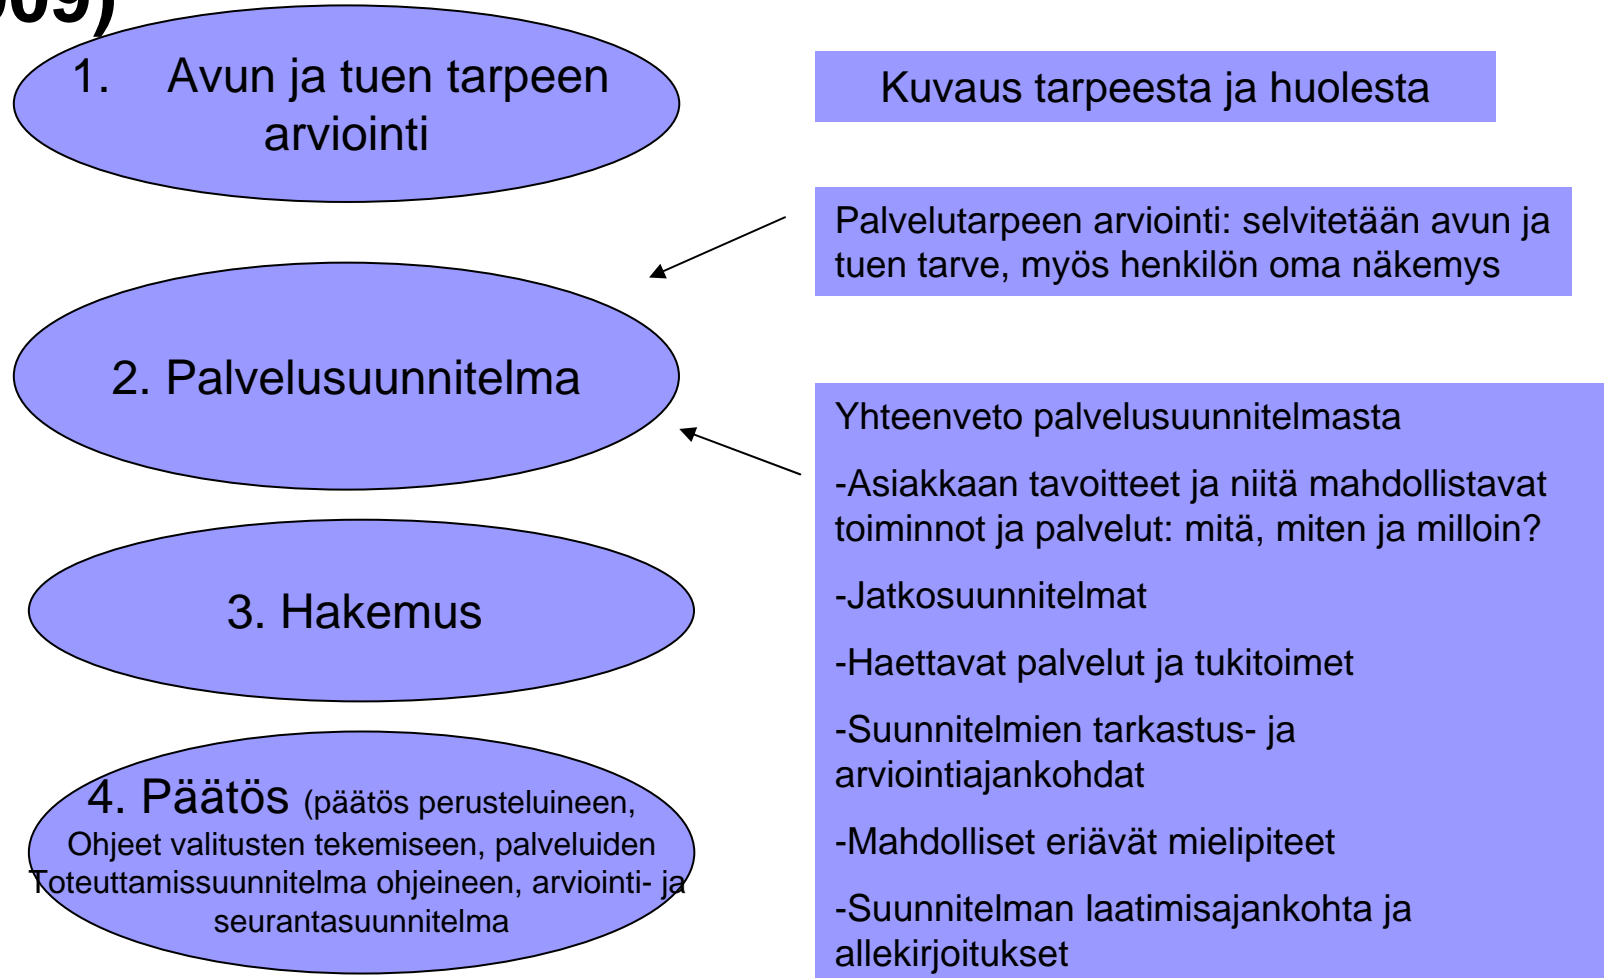 009)
1. Avun ja tuen tarpeen
arviointi
Kuvaus tarpeesta ja huolesta
Palvelutarpeen arviointi: selvitetään avun ja
tuen tarve, myös henkilön oma näkemys
2. Palvelusuunnitelma
Yhteenveto palvelusuunnitelmasta
-Asiakkaan tavoitteet ja niitä mahdollistavat
toiminnot ja palvelut: mitä, miten ja milloin?
-Jatkosuunnitelmat
-Haettavat palvelut ja tukitoimet
-Suunnitelmien tarkastus- ja
arviointiajankohdat
-Mahdolliset eriävät mielipiteet
-Suunnitelman laatimisajankohta ja
allekirjoitukset
3. Hakemus
4. Päätös (päätös perusteluineen,
Ohjeet valitusten tekemiseen, palveluiden
Toteuttamissuunnitelma ohjeineen, arviointi- ja
seurantasuunnitelma